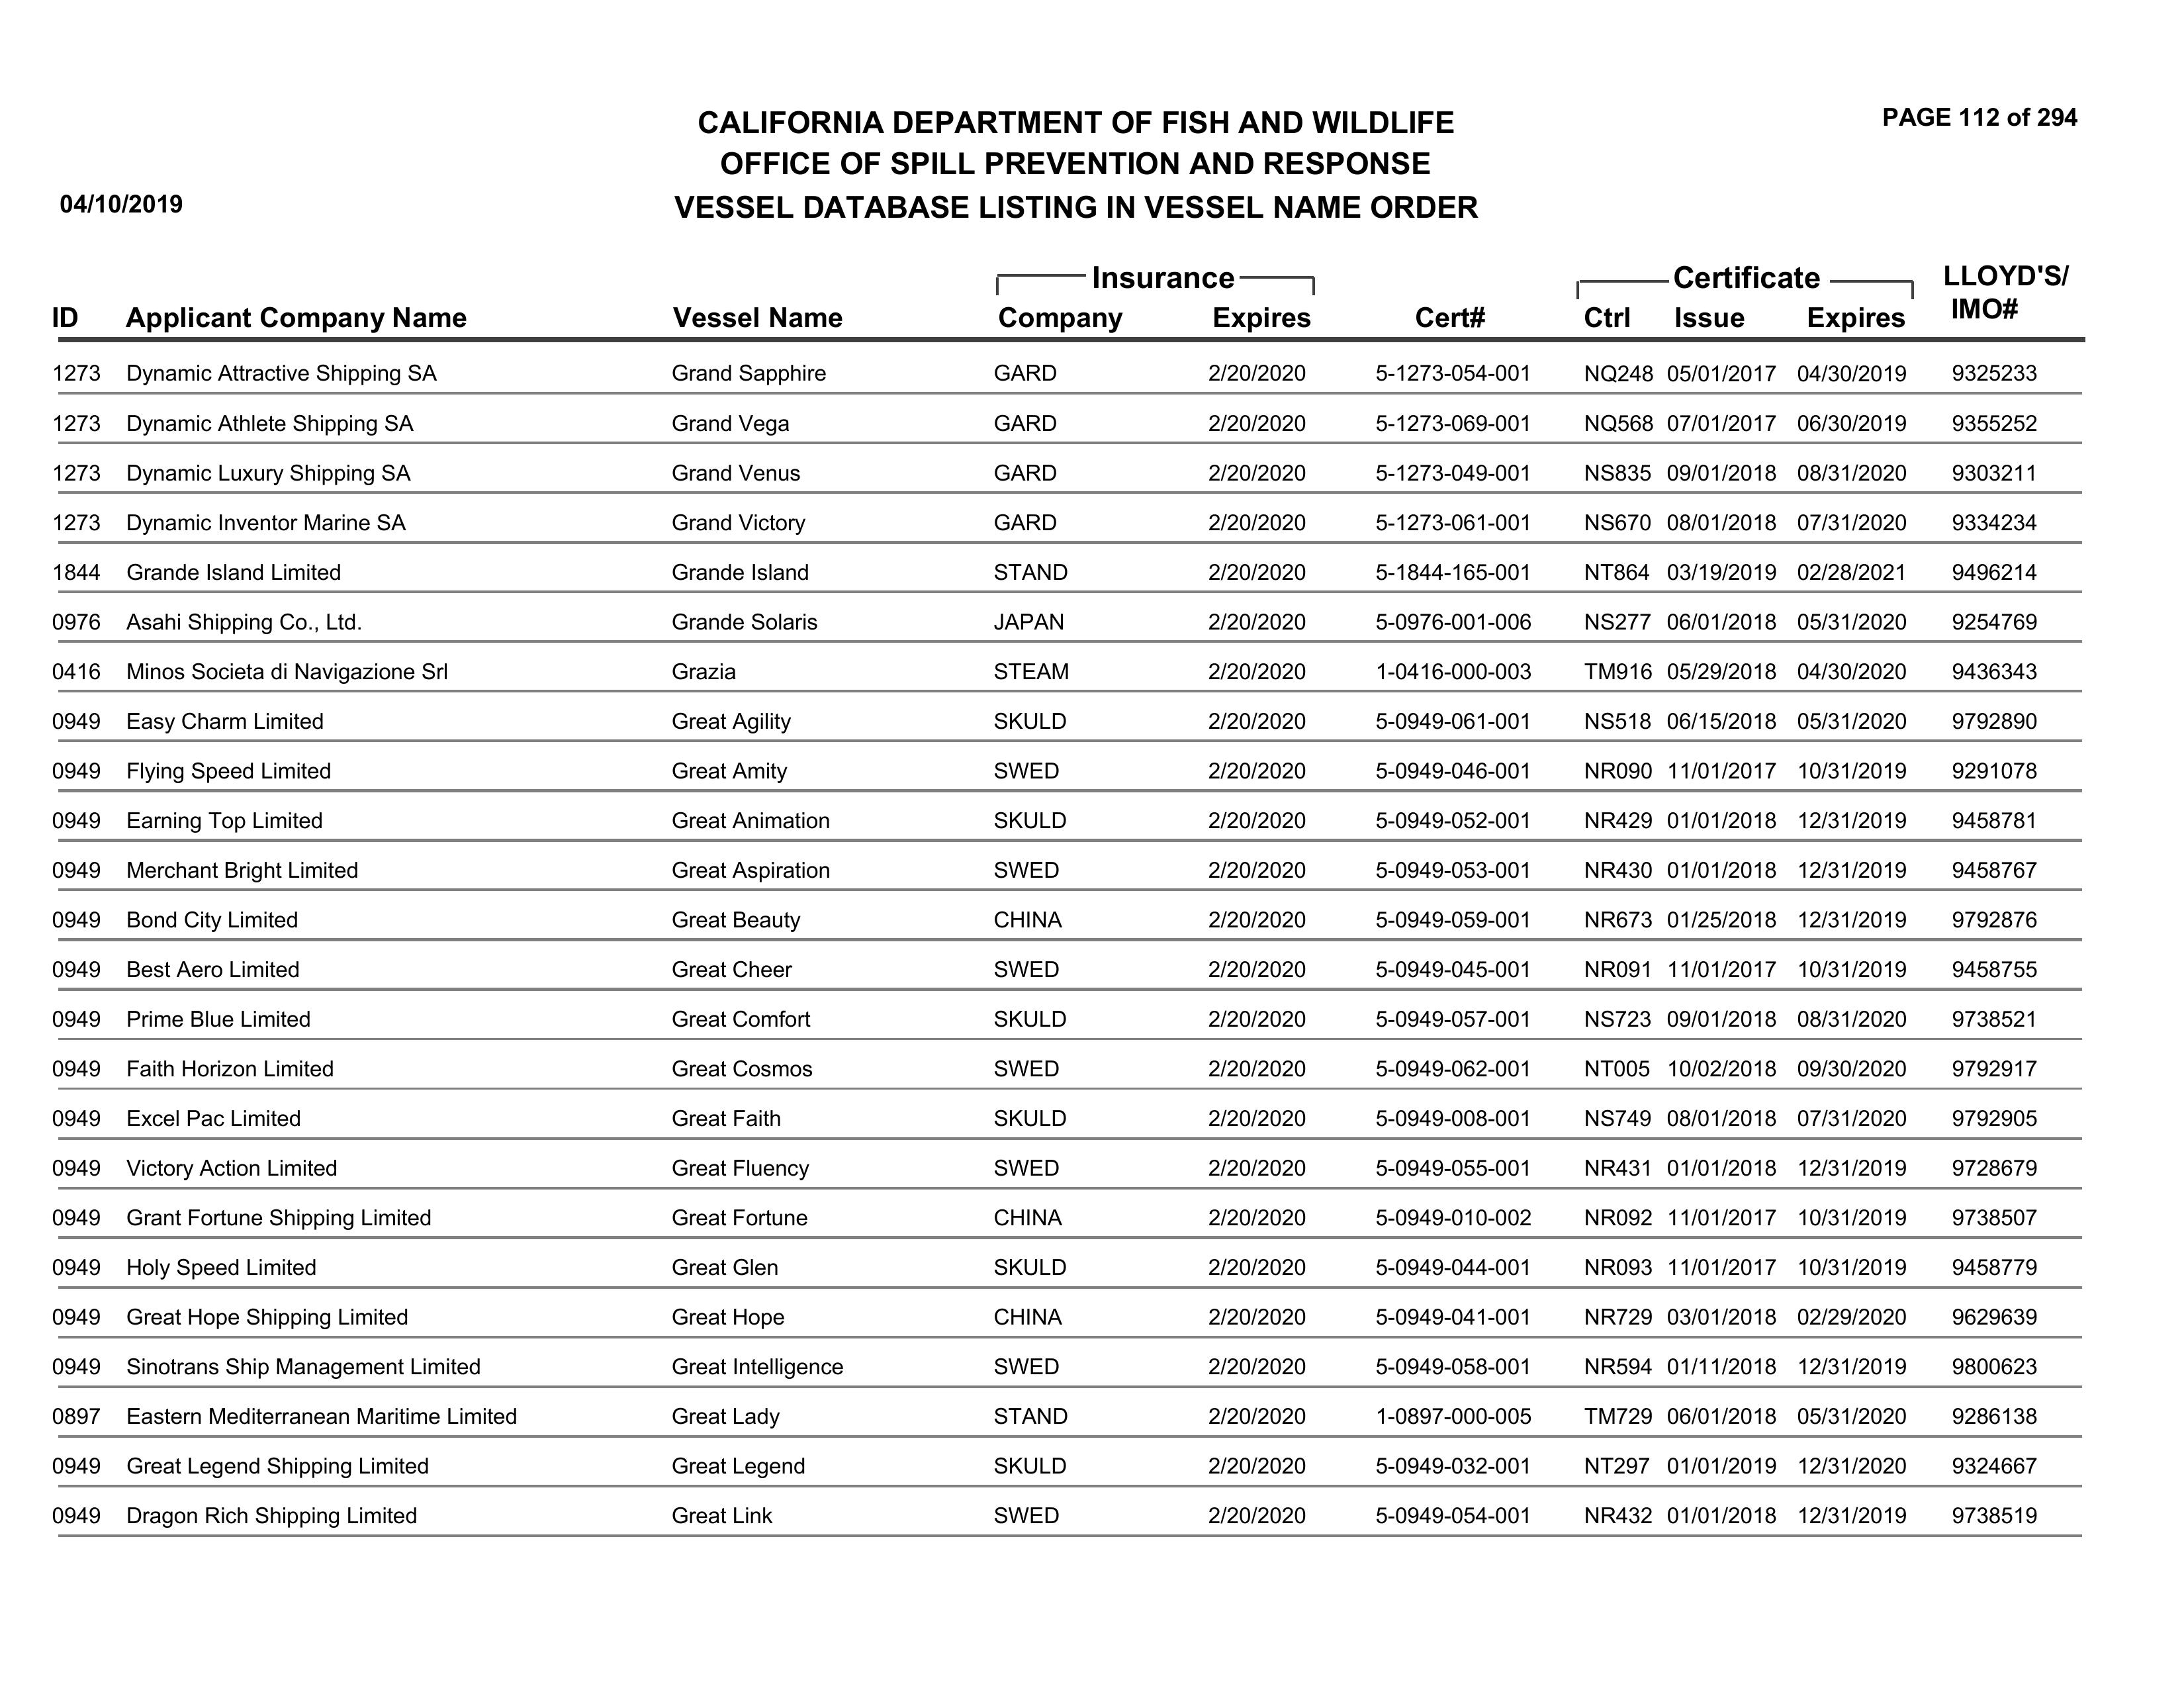 PAGE 112 of 294
CALIFORNIA DEPARTMENT OF FISH AND WILDLIFE
OFFICE OF SPILL PREVENTION AND RESPONSE
04/10/2019 VESSEL DATABASE LISTING IN VESSEL NAME ORDER
Insurance Certificate LLOYD'S/
ID Applicant Company Name Vessel Name Company Expires Cert# Ctrl Issue Expires IMO#
1273 Dynamic Attractive Shipping SA Grand Sapphire GARD 2/20/2020 5-1273-054-001 NQ248 05/01/2017 04/30/2019 9325233
1273 Dynamic Athlete Shipping SA Grand Vega GARD 2/20/2020 5-1273-069-001 NQ568 07/01/2017 06/30/2019 9355252
1273 Dynamic Luxury Shipping SA Grand Venus GARD 2/20/2020 5-1273-049-001 NS835 09/01/2018 08/31/2020 9303211
1273 Dynamic Inventor Marine SA Grand Victory GARD 2/20/2020 5-1273-061-001 NS670 08/01/2018 07/31/2020 9334234
1844 Grande Island Limited Grande Island STAND 2/20/2020 5-1844-165-001 NT864 03/19/2019 02/28/2021 9496214
0976 Asahi Shipping Co., Ltd. Grande Solaris JAPAN 2/20/2020 5-0976-001-006 NS277 06/01/2018 05/31/2020 9254769
0416 Minos Societa di Navigazione Srl Grazia STEAM 2/20/2020 1-0416-000-003 TM916 05/29/2018 04/30/2020 9436343
0949 Easy Charm Limited Great Agility SKULD 2/20/2020 5-0949-061-001 NS518 06/15/2018 05/31/2020 9792890
0949 Flying Speed Limited Great Amity SWED 2/20/2020 5-0949-046-001 NR090 11/01/2017 10/31/2019 9291078
0949 Earning Top Limited Great Animation SKULD 2/20/2020 5-0949-052-001 NR429 01/01/2018 12/31/2019 9458781
0949 Merchant Bright Limited Great Aspiration SWED 2/20/2020 5-0949-053-001 NR430 01/01/2018 12/31/2019 9458767
0949 Bond City Limited Great Beauty CHINA 2/20/2020 5-0949-059-001 NR673 01/25/2018 12/31/2019 9792876
0949 Best Aero Limited Great Cheer SWED 2/20/2020 5-0949-045-001 NR091 11/01/2017 10/31/2019 9458755
0949 Prime Blue Limited Great Comfort SKULD 2/20/2020 5-0949-057-001 NS723 09/01/2018 08/31/2020 9738521
0949 Faith Horizon Limited Great Cosmos SWED 2/20/2020 5-0949-062-001 NT005 10/02/2018 09/30/2020 9792917
0949 Excel Pac Limited Great Faith SKULD 2/20/2020 5-0949-008-001 NS749 08/01/2018 07/31/2020 9792905
0949 Victory Action Limited Great Fluency SWED 2/20/2020 5-0949-055-001 NR431 01/01/2018 12/31/2019 9728679
0949 Grant Fortune Shipping Limited Great Fortune CHINA 2/20/2020 5-0949-010-002 NR092 11/01/2017 10/31/2019 9738507
0949 Holy Speed Limited Great Glen SKULD 2/20/2020 5-0949-044-001 NR093 11/01/2017 10/31/2019 9458779
0949 Great Hope Shipping Limited Great Hope CHINA 2/20/2020 5-0949-041-001 NR729 03/01/2018 02/29/2020 9629639
0949 Sinotrans Ship Management Limited Great Intelligence SWED 2/20/2020 5-0949-058-001 NR594 01/11/2018 12/31/2019 9800623
0897 Eastern Mediterranean Maritime Limited Great Lady STAND 2/20/2020 1-0897-000-005 TM729 06/01/2018 05/31/2020 9286138
0949 Great Legend Shipping Limited Great Legend SKULD 2/20/2020 5-0949-032-001 NT297 01/01/2019 12/31/2020 9324667
0949 Dragon Rich Shipping Limited Great Link SWED 2/20/2020 5-0949-054-001 NR432 01/01/2018 12/31/2019 9738519